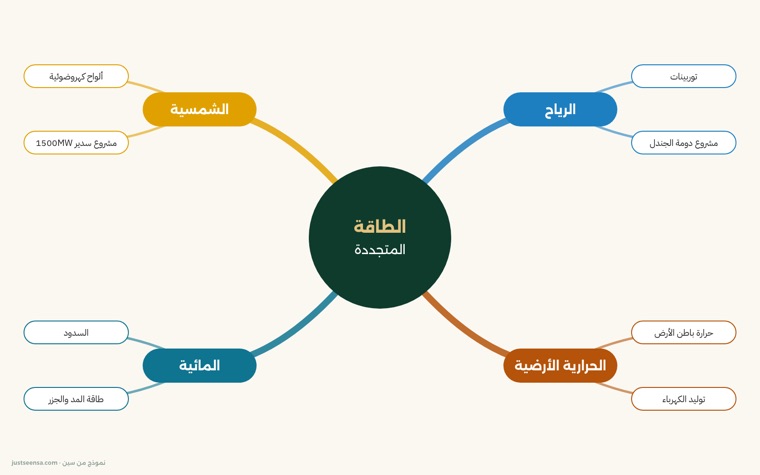 الطاقة
المتجددة
الرياح
توربينات
مشروع دومة الجندل
الشمسية
ألواح كهروضوئية
مشروع سدير 1500MW
الحرارية الأرضية
حرارة باطن الأرض
توليد الكهرباء
المائية
السدود
طاقة المد والجزر
نموذج من سين · justseensa.com